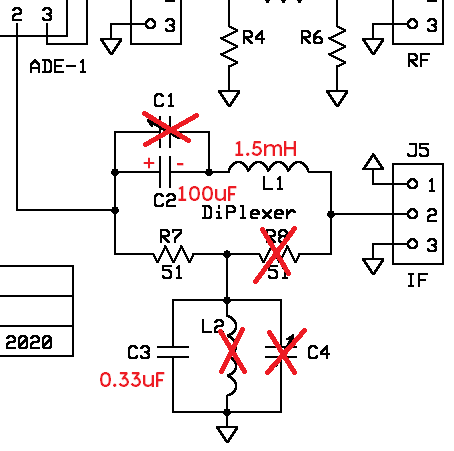 2 3
3
R4
R6
3
ADE-1
RF
C1
1.5mH
J5
+ -
L1
1
C2
100uF
DiPlexer
2
R7
R8
3
51
51
IF
L2
2020
C3
C4
0.33uF